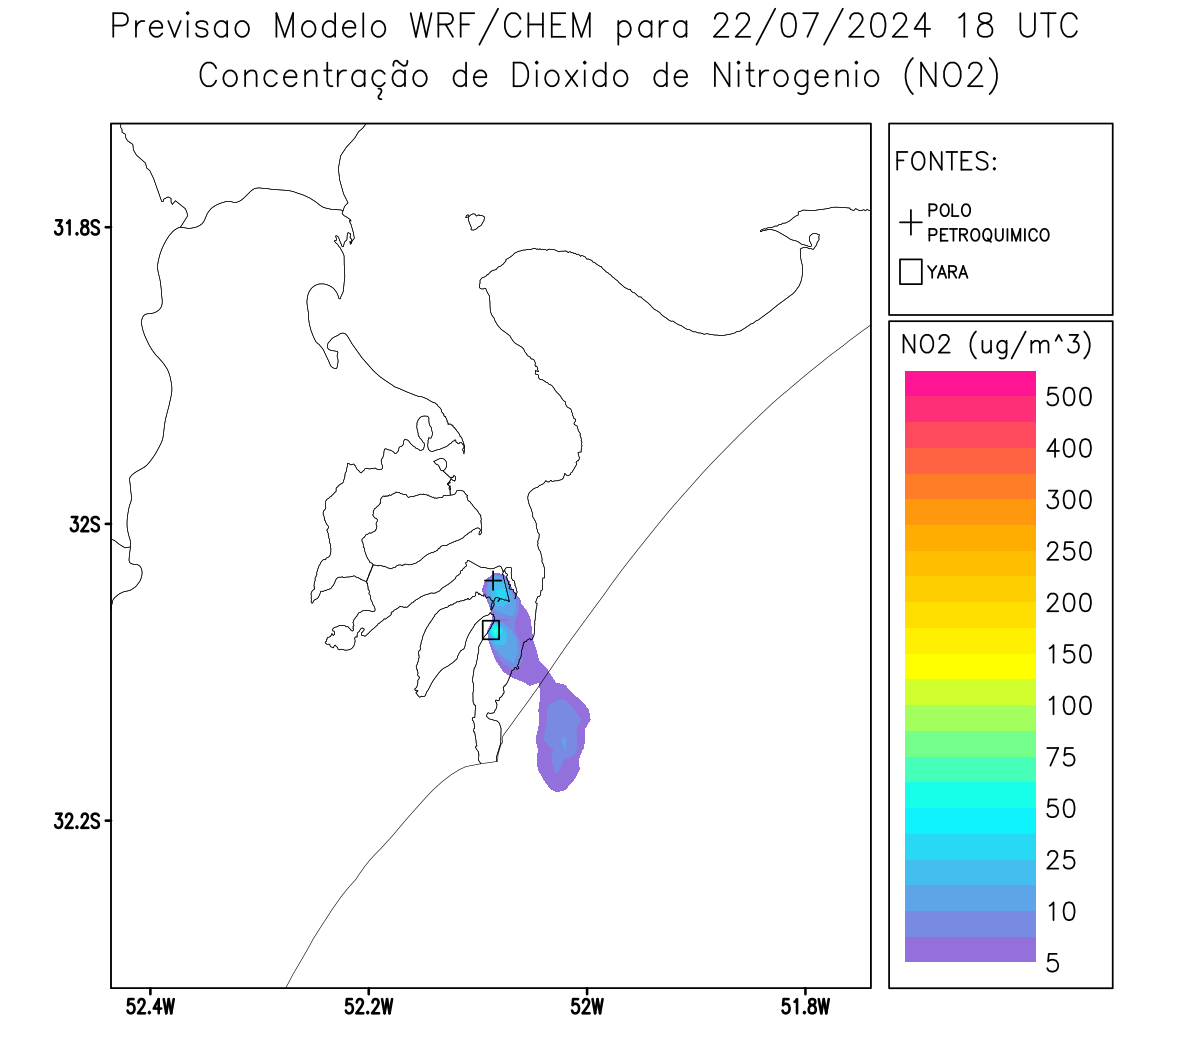 Previsao Modelo WRF/CHEM para 22/07/2024 18 UTC
Concentração de Dioxido de Nitrogenio (NO2)
FONTES:
POLO
PETROQUIMICO
YARA
NO2 (ug/m^3)
500
400
300
250
200
150
100
75
50
25
10
5
31.8S
32S
32.2S
52.4W
52.2W
52W
51.8W